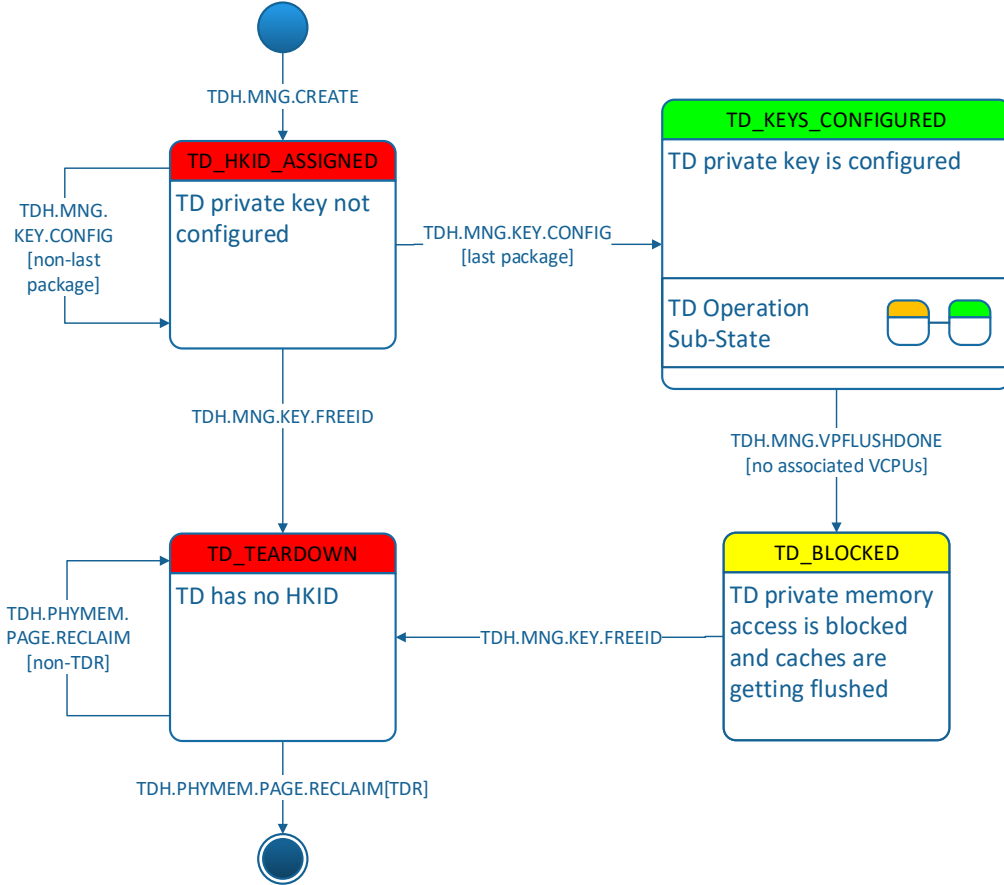 TDH.MNG.CREATE
TD_HKID_ASSIGNED
TD private key not
configured
TDH.MNG.
KEY.CONFIG
[non-last
package]
TDH.MNG.KEY.CONFIG
[last package]
TD_KEYS_CONFIGURED
TD private key is configured
TD Operation
Sub-State
TDH.MNG.KEY.FREEID
TDH.MNG.VPFLUSHDONE
[no associated VCPUs]
TD_TEARDOWN
TD has no HKID
TDH.PHYMEM.
PAGE.RECLAIM
[non-TDR]
TDH.MNG.KEY.FREEID
TD_BLOCKED
TD private memory
access is blocked
and caches are
getting flushed
TDH.PHYMEM.PAGE.RECLAIM[TDR]